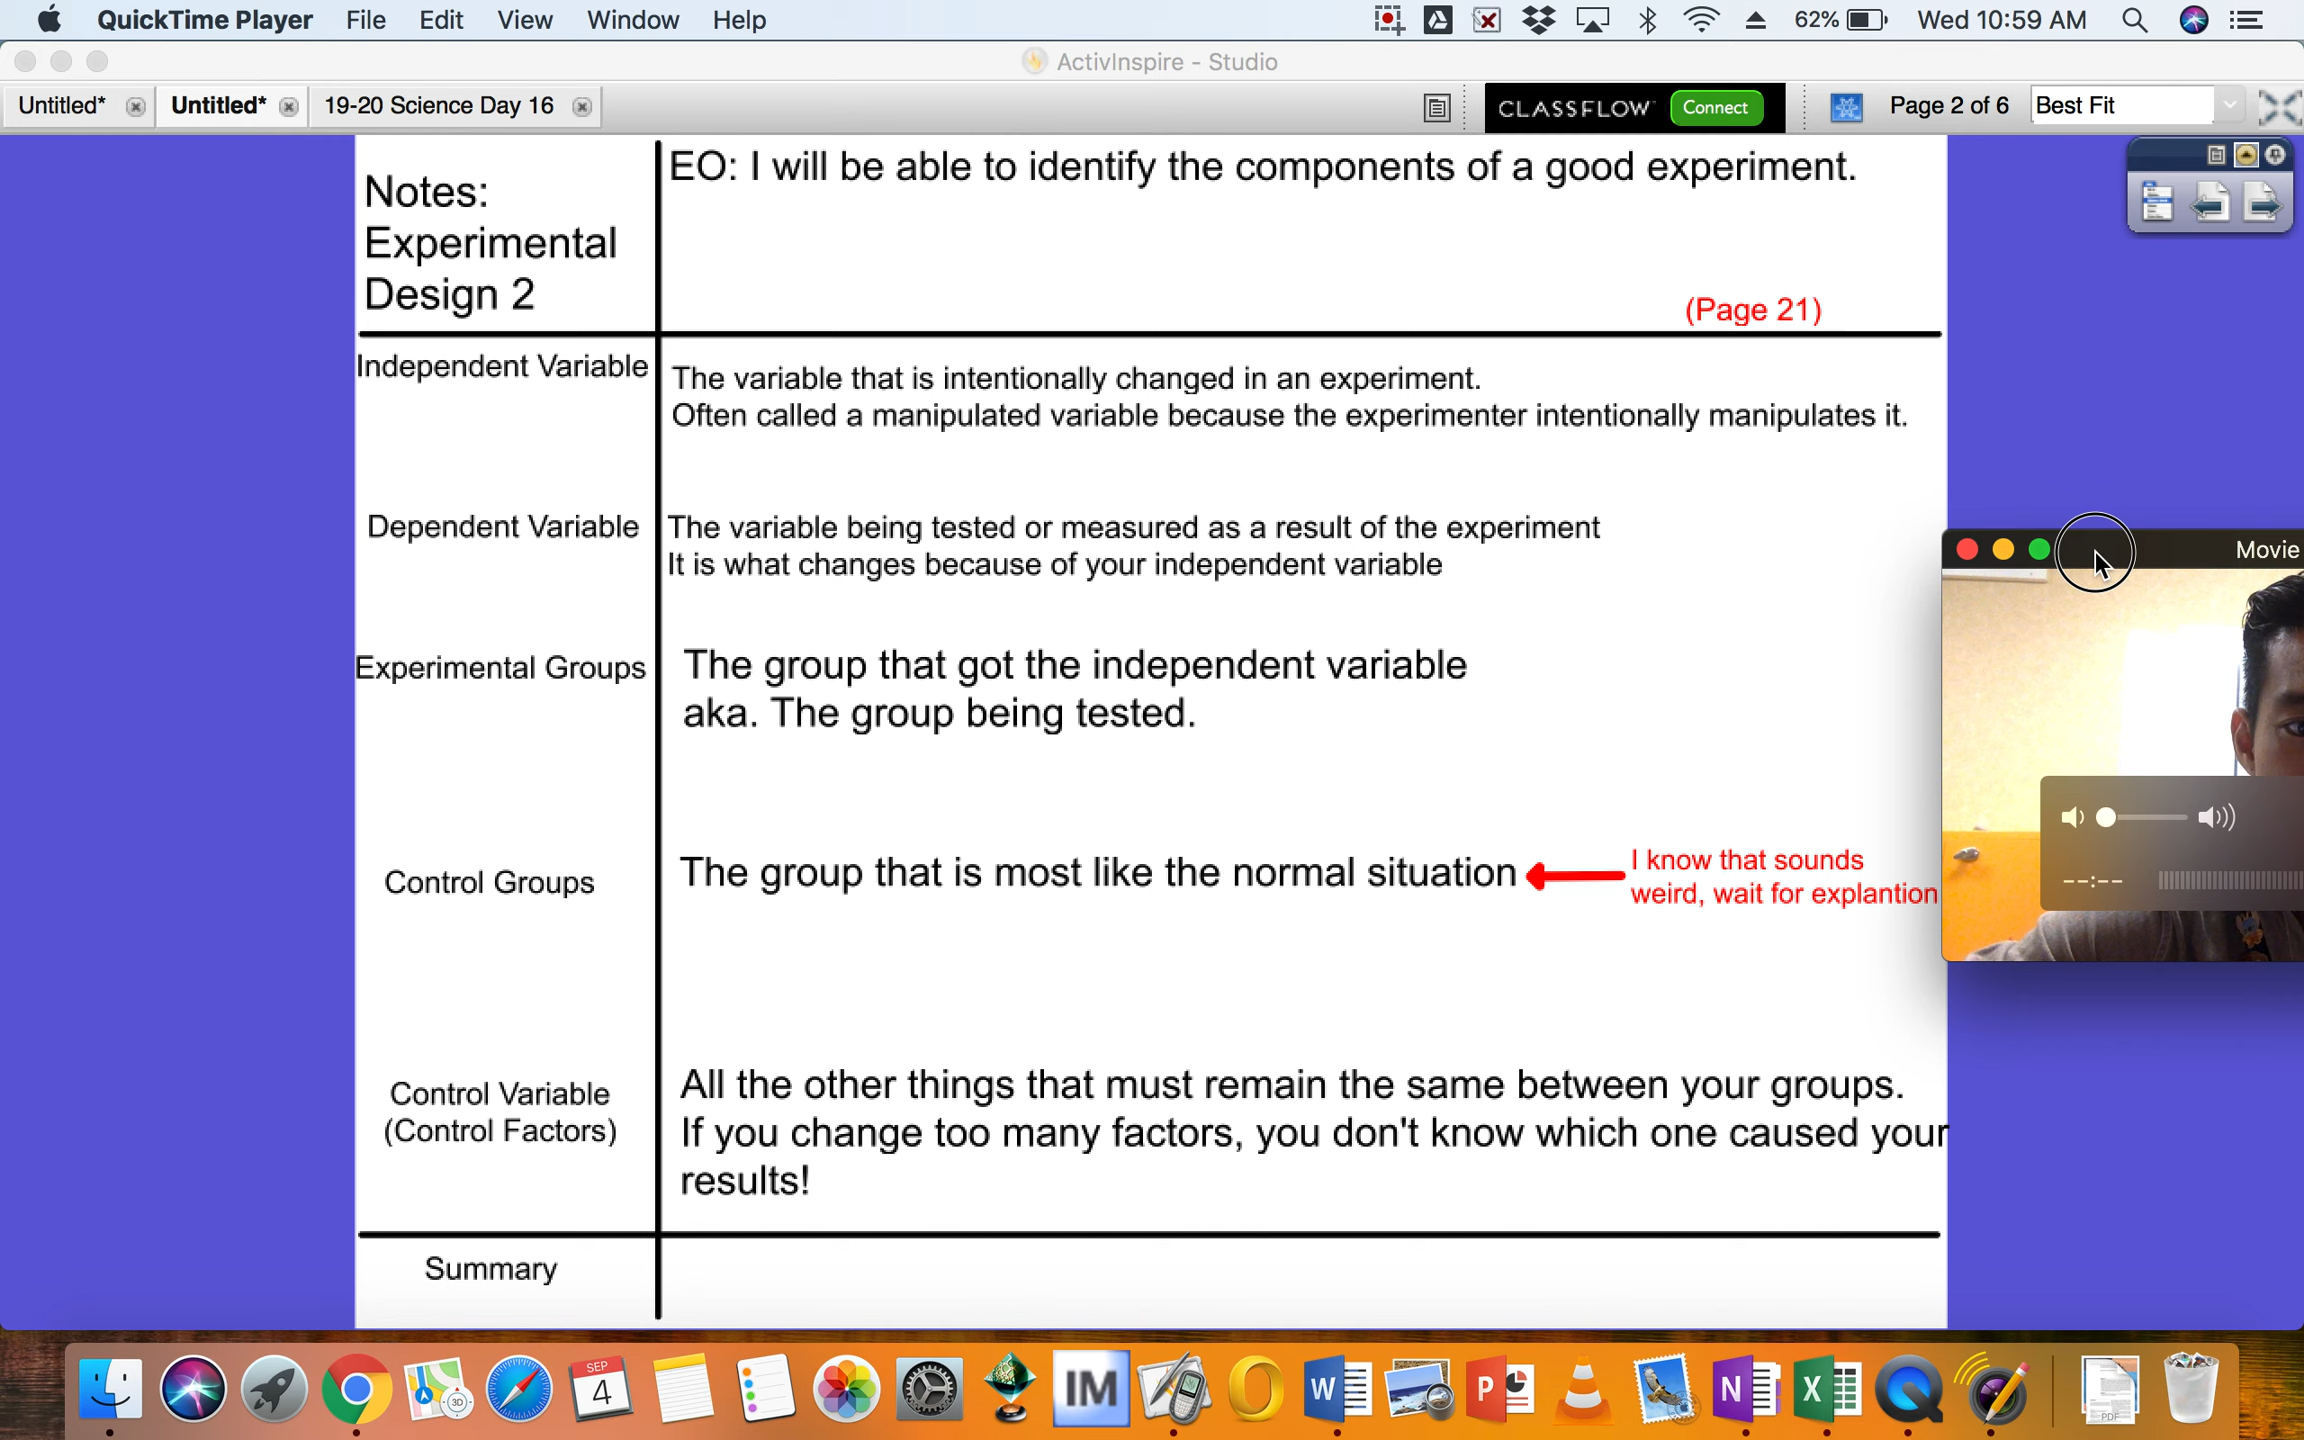 QuickTime Player File Edit View Window Help 62% Wed 10:59 AM
ActivInspire - Studio
Untitled* Untitled* 19-20 Science Day 16 CLASSFLOW Connect Page 2 of 6 Best Fit
Notes:
Experimental
Design 2
EO: I will be able to identify the components of a good experiment.
(Page 21)
Independent Variable
The variable that is intentionally changed in an experiment.
Often called a manipulated variable because the experimenter intentionally manipulates it.
Dependent Variable
The variable being tested or measured as a result of the experiment
It is what changes because of your independent variable
Movie
Experimental Groups
The group that got the independent variable
aka. The group being tested.
Control Groups
The group that is most like the normal situation
I know that sounds
weird, wait for explantion
--:--
Control Variable
(Control Factors)
All the other things that must remain the same between your groups.
If you change too many factors, you don't know which one caused your
results!
Summary
3D SEP 4 IM O W P N X PDF